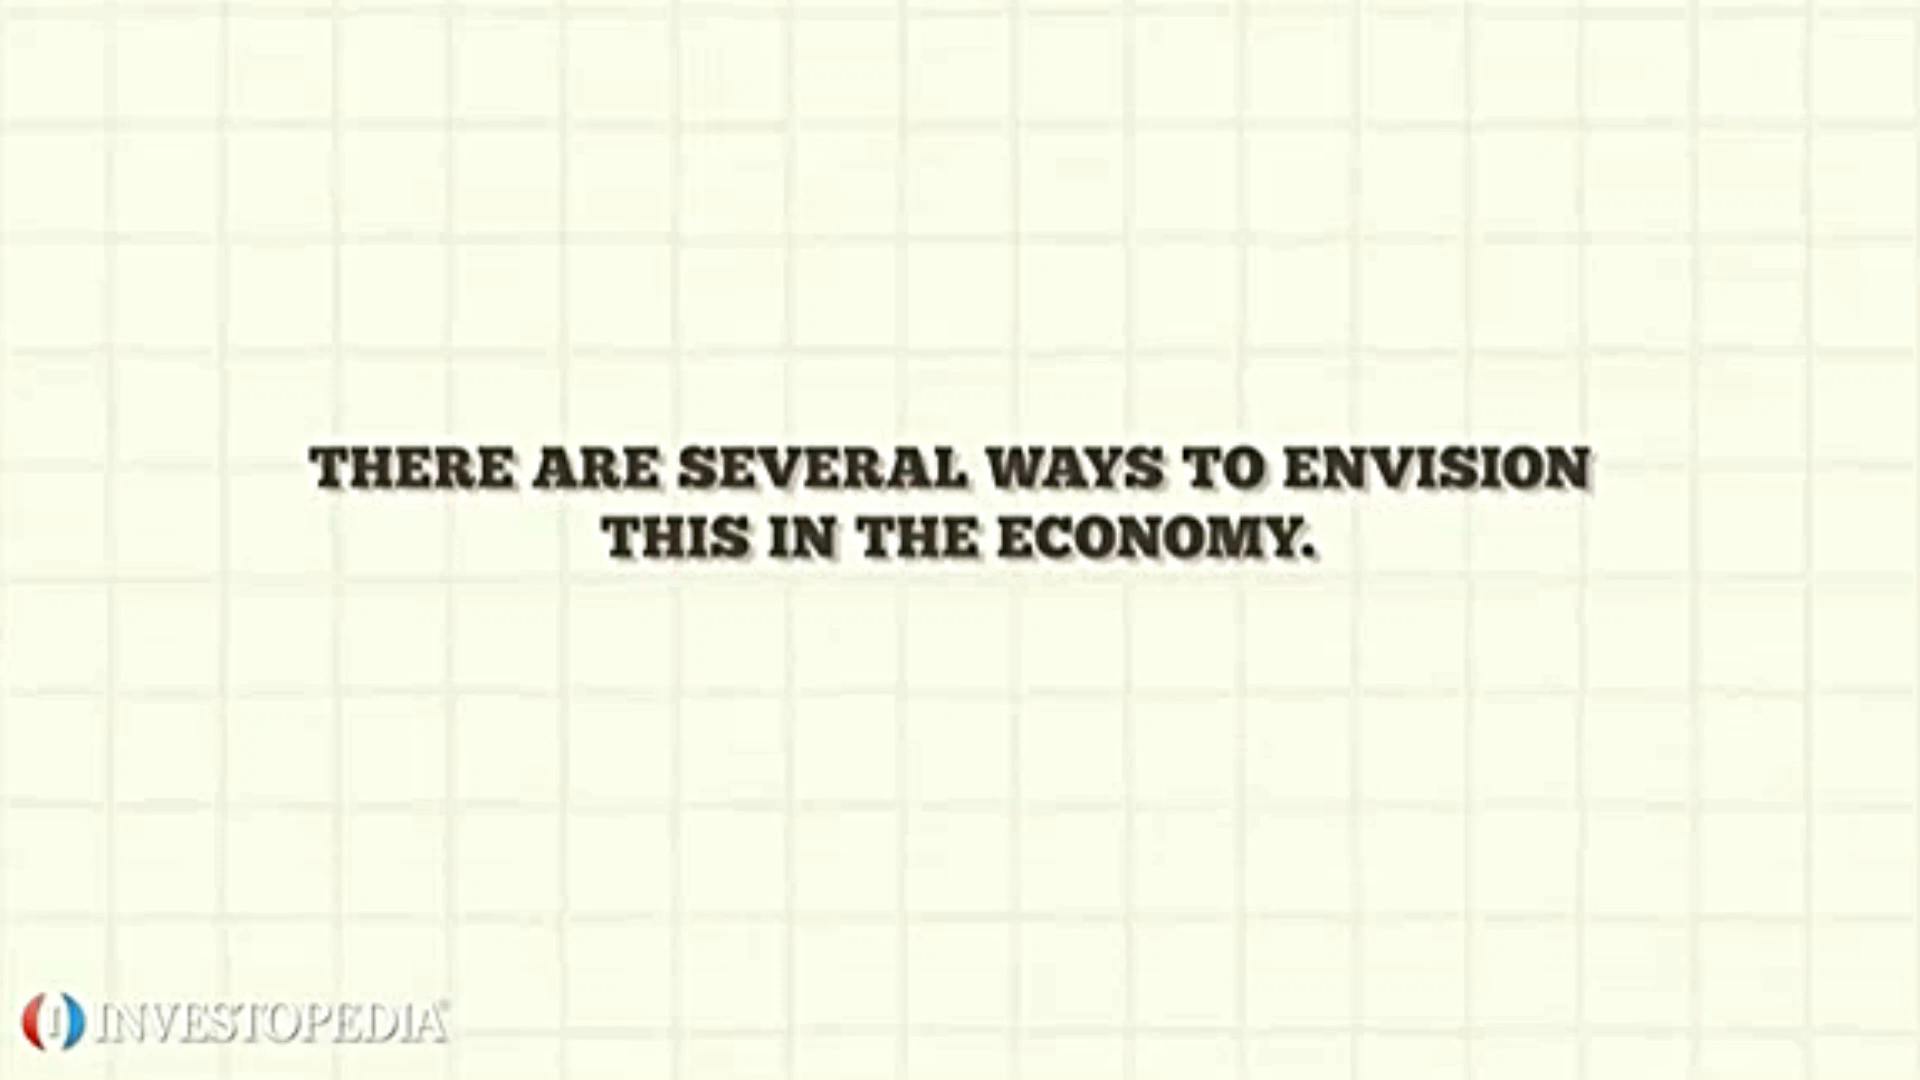 THERE ARE SEVERAL WAYS TO ENVISION
THIS IN THE ECONOMY.
INVESTOPEDIA®